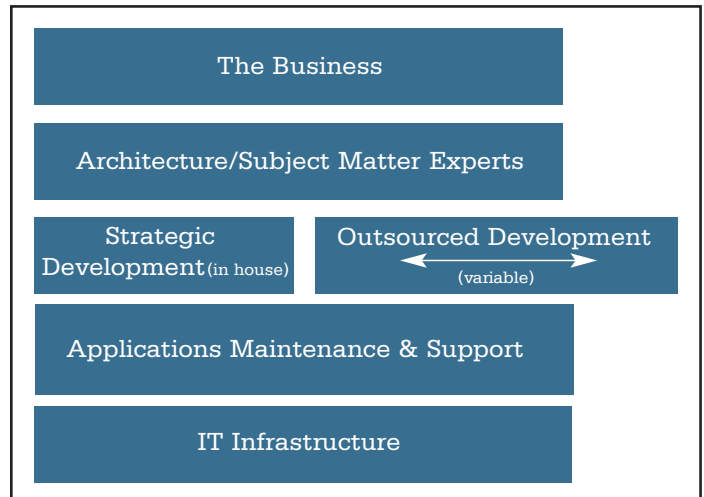 The Business
Architecture/Subject Matter Experts
Strategic
Development (in house)
Outsourced Development
(variable)
Applications Maintenance & Support
IT Infrastructure